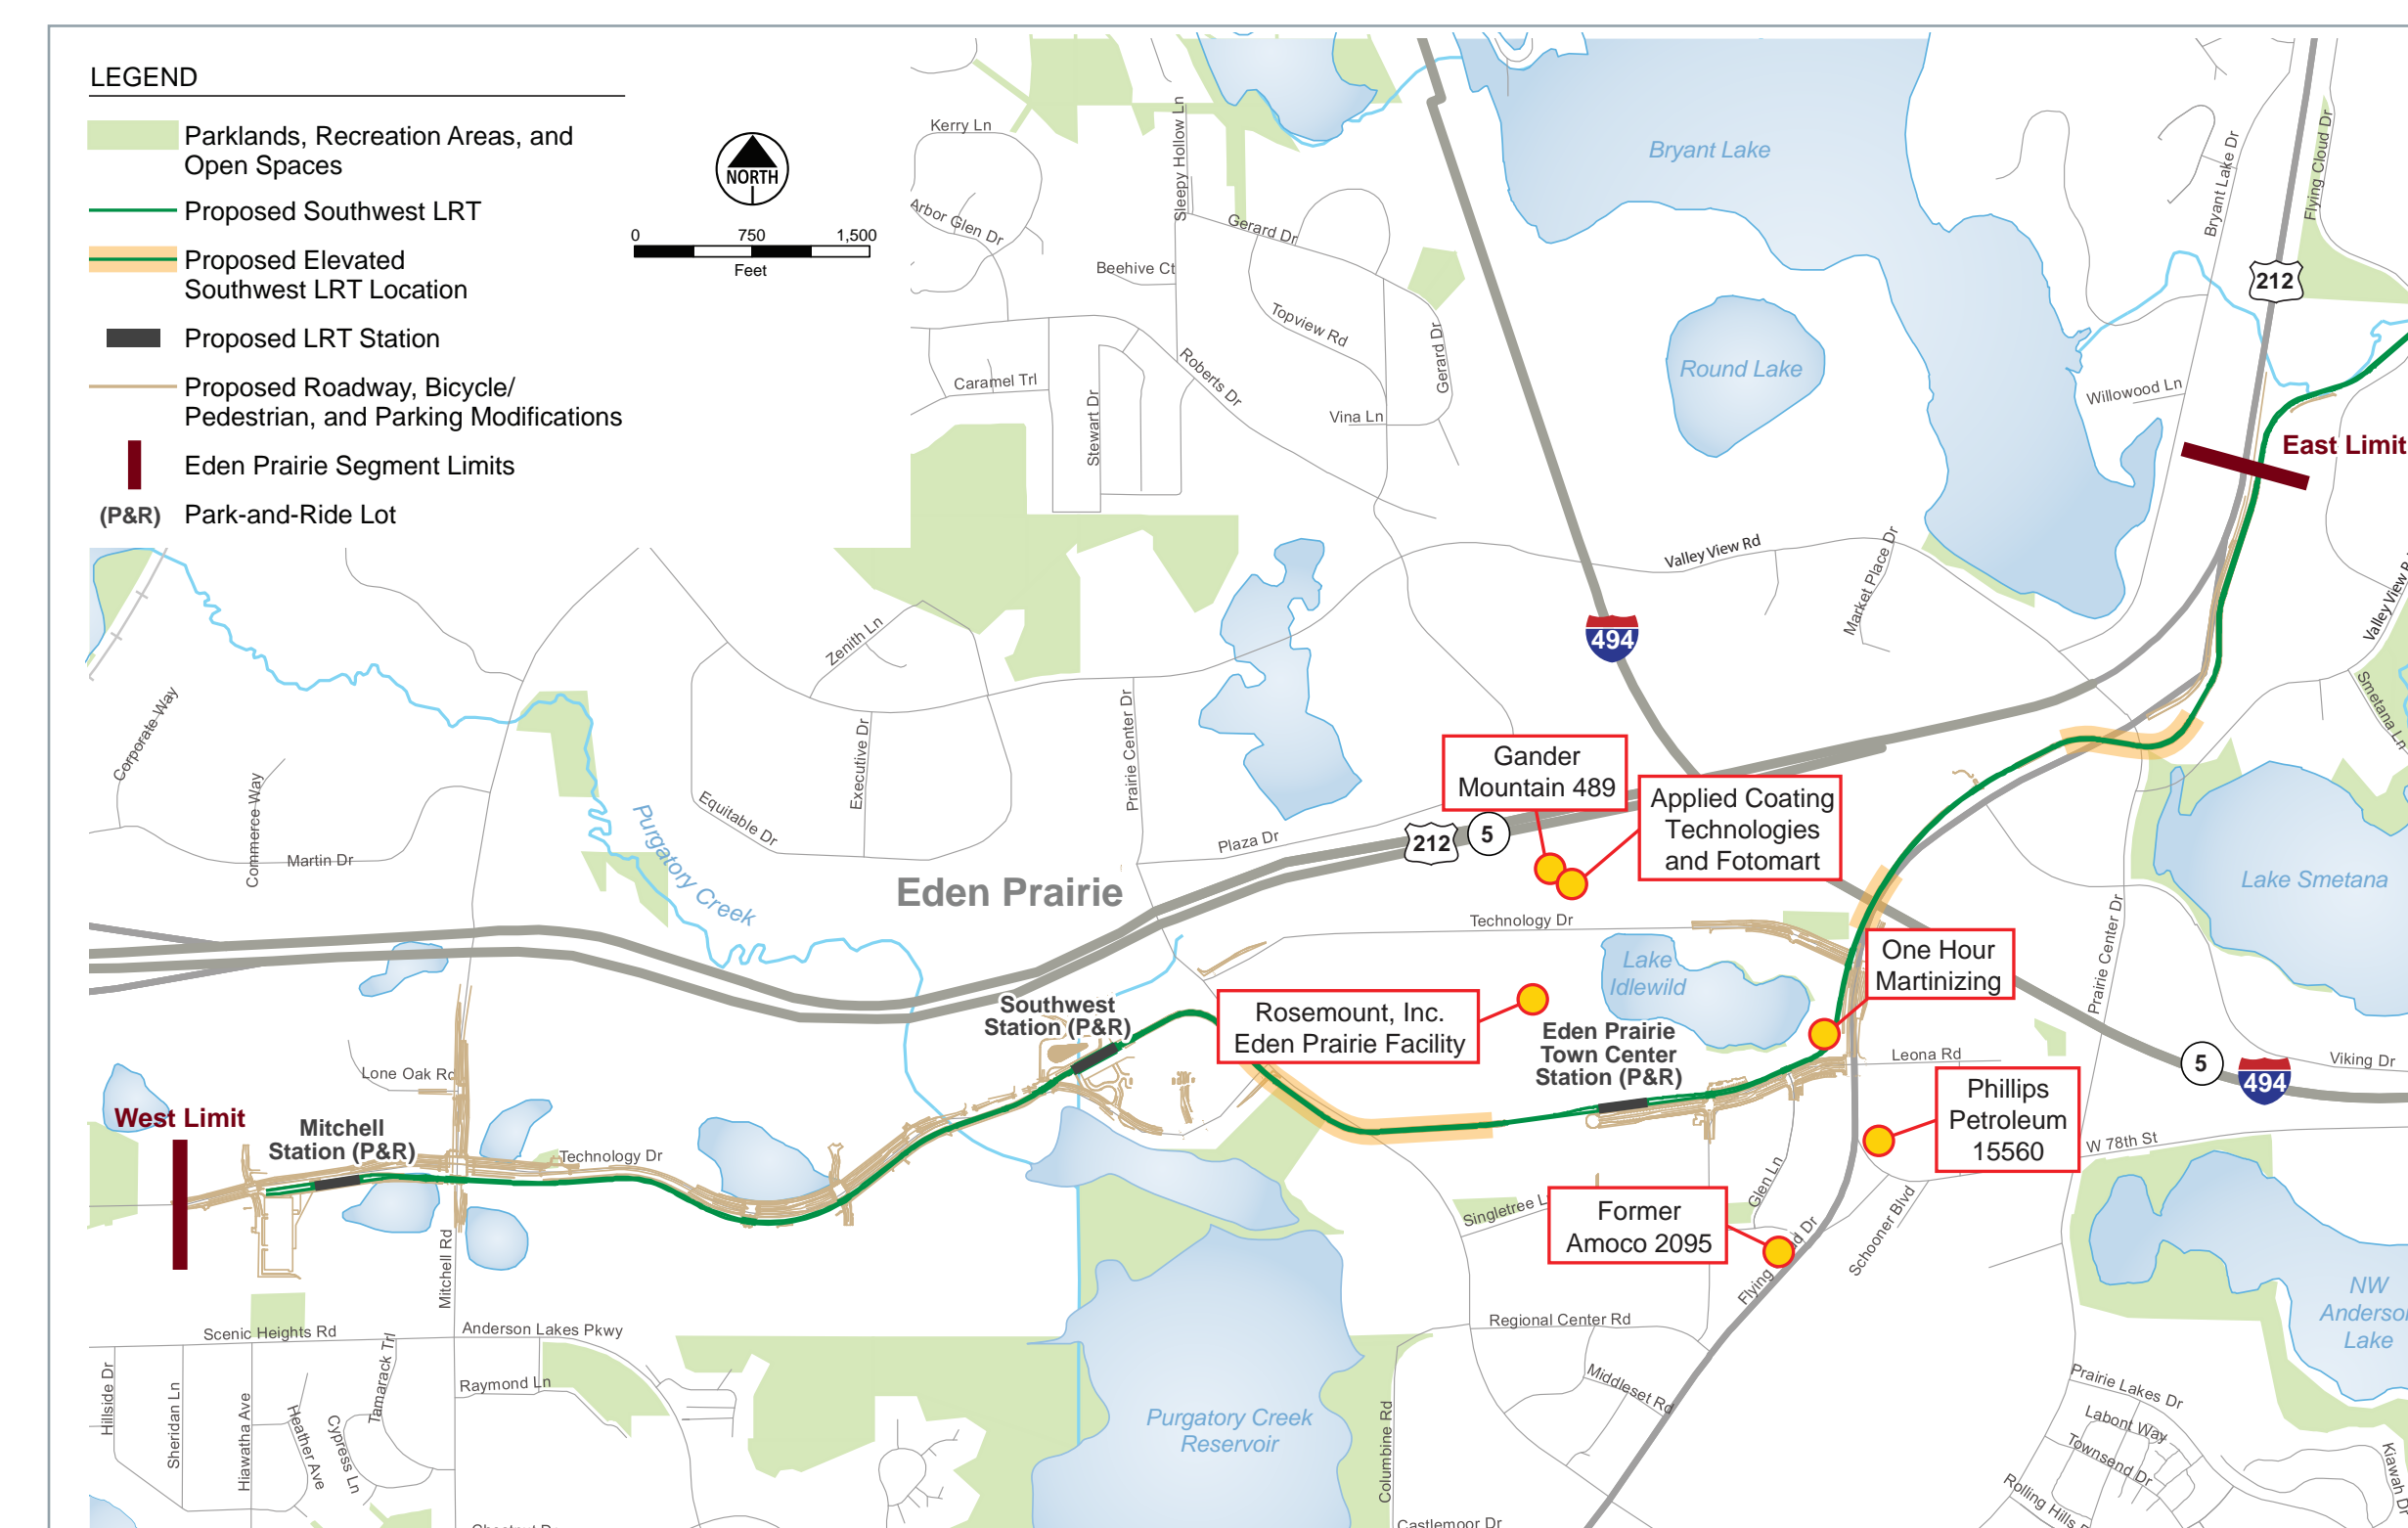 LEGEND
Parklands, Recreation Areas, and
Open Spaces
Proposed Southwest LRT
Proposed Elevated
Southwest LRT Location
Proposed LRT Station
Proposed Roadway, Bicycle/
Pedestrian, and Parking Modifications
Eden Prairie Segment Limits
(P&R) Park-and-Ride Lot
NORTH
0 750 1,500
Feet
Kerry Ln
Arbor Glen Dr
Sleepy Hollow Ln
Gerard Dr
Beehive Ct
Topview Rd
Gerard Dr
Roberts Dr
Caramel Trl
Stewart Dr
Vina Ln
Bryant Lake
Round Lake
Bryant Lake Dr
Flying Cloud Dr
212
Willowood Ln
East Limit
Valley View Rd
Market Place Dr
494
Valley View
Smetana Ln
Zenith Ln
Corporate Way
Commerce Way
Martin Dr
Executive Dr
Equitable Dr
Prairie Center Dr
Purgatory Creek
Eden Prairie
Plaza Dr
212
5
Gander
Mountain 489
Applied Coating
Technologies
and Fotomart
Technology Dr
Lake
Idlewild
Lake Smetana
Prairie Center Dr
One Hour
Martinizing
Southwest
Station (P&R)
Rosemount, Inc.
Eden Prairie Facility
Eden Prairie
Town Center
Station (P&R)
Leona Rd
5
494
Viking Dr
Phillips
Petroleum
15560
W 78th St
Lone Oak Rd
West Limit
Mitchell
Station (P&R)
Technology Dr
Mitchell Rd
Singletree L
Glen Ln
Former
Amoco 2095
Flying
d Dr
Schooner Blvd
NW
Anderso
Lake
Scenic Heights Rd
Anderson Lakes Pkwy
Regional Center Rd
Hillside Dr
Sheridan Ln
Hiawatha Ave
Heather Ave
Cypress Ln
Tamarack Trl
Raymond Ln
Purgatory Creek
Reservoir
Columbine Rd
Middleset Rd
Prairie Lakes Dr
Labont Way
Townsend Dr
Rolling Hills
Kiawah Dr
Castlemoor Dr